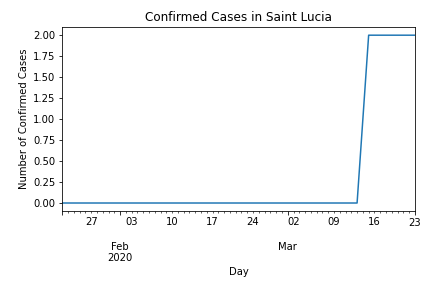 Confirmed Cases in Saint Lucia
Number of Confirmed Cases
2.00
1.75
1.50
1.25
1.00
0.75
0.50
0.25
0.00
27 03 10 17 24 02 09 16 23
Feb Mar
2020
Day